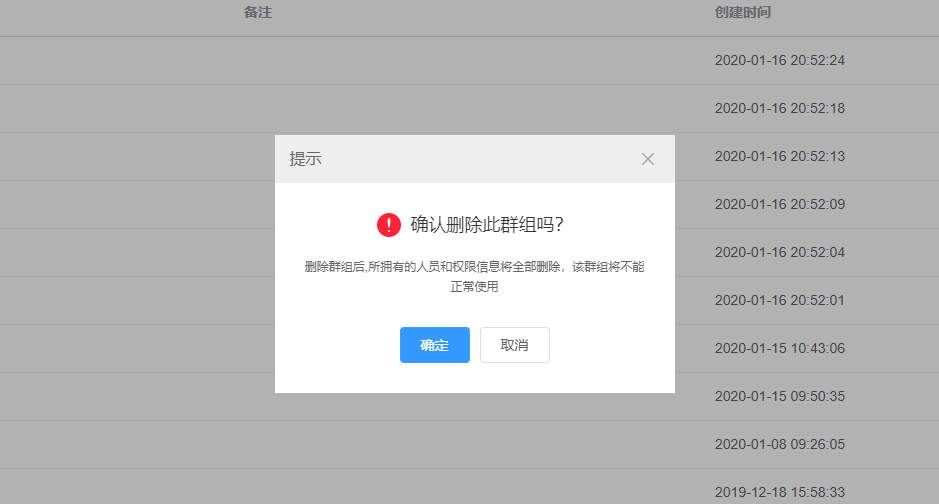 备注 创建时间
2020-01-16 20:52:24
2020-01-16 20:52:18
2020-01-16 20:52:13
2020-01-16 20:52:09
2020-01-16 20:52:04
2020-01-16 20:52:01
2020-01-15 10:43:06
2020-01-15 09:50:35
2020-01-08 09:26:05
2019-12-18 15:58:33
提示
确认删除此群组吗?
删除群组后,所拥有的人员和权限信息将全部删除，该群组将不能
正常使用
确定 取消